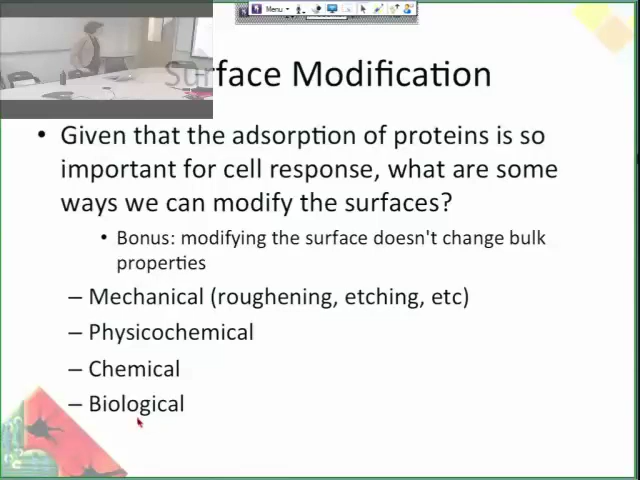 Menu
Surface Modification
• Given that the adsorption of proteins is so
important for cell response, what are some
ways we can modify the surfaces?
• Bonus: modifying the surface doesn't change bulk
properties
– Mechanical (roughening, etching, etc)
– Physicochemical
– Chemical
– Biological